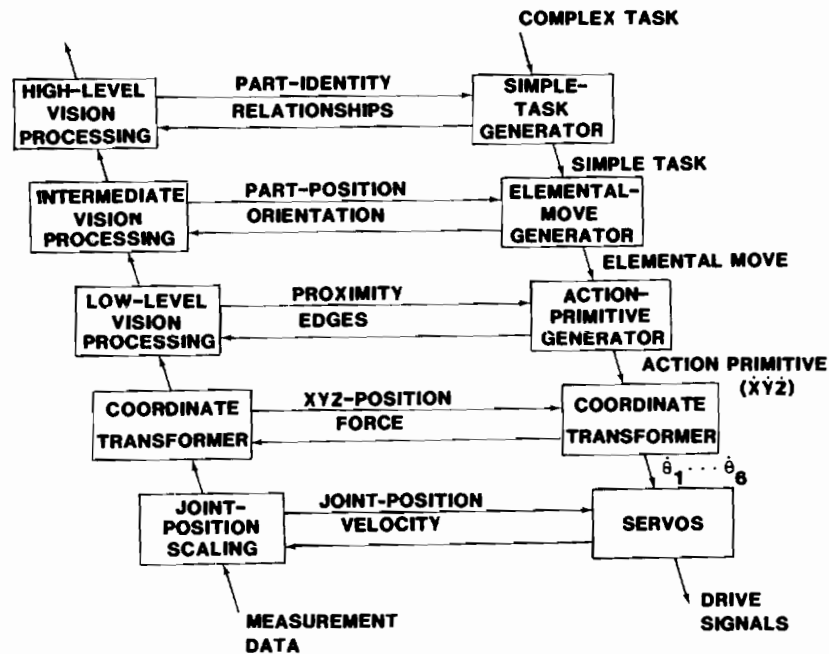 COMPLEX TASK
HIGH-LEVEL
VISION
PROCESSING
PART-IDENTITY
RELATIONSHIPS
SIMPLE-
TASK
GENERATOR
SIMPLE TASK
INTERMEDIATE
VISION
PROCESSING
PART-POSITION
ORIENTATION
ELEMENTAL-
MOVE
GENERATOR
ELEMENTAL MOVE
LOW-LEVEL
VISION
PROCESSING
PROXIMITY
EDGES
ACTION-
PRIMITIVE
GENERATOR
ACTION PRIMITIVE
(ẊẎŻ)
COORDINATE
TRANSFORMER
XYZ-POSITION
FORCE
COORDINATE
TRANSFORMER
θ̇₁ · · · θ̇₆
JOINT-
POSITION
SCALING
JOINT-POSITION
VELOCITY
SERVOS
MEASUREMENT
DATA
DRIVE
SIGNALS